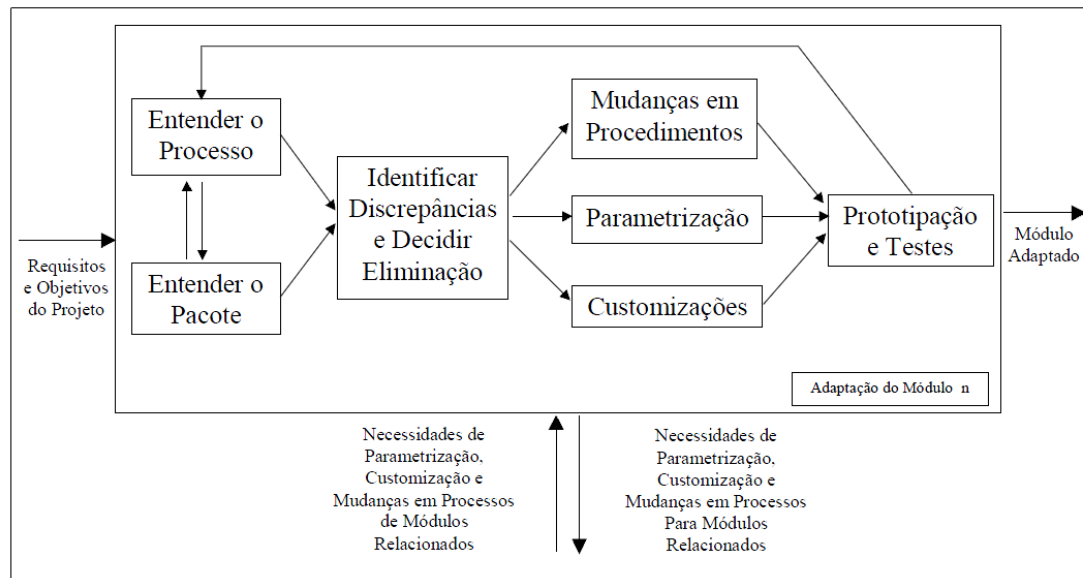 Entender o
Processo
Entender o
Pacote
Requisitos
e Objetivos
do Projeto
Identificar
Discrepâncias
e Decidir
Eliminação
Mudanças em
Procedimentos
Parametrização
Customizações
Prototipação
e Testes
Módulo
Adaptado
Adaptação do Módulo n
Necessidades de
Parametrização,
Customização e
Mudanças em Processos
de Módulos
Relacionados
Necessidades de
Parametrização,
Customização e
Mudanças em Processos
Para Módulos
Relacionados